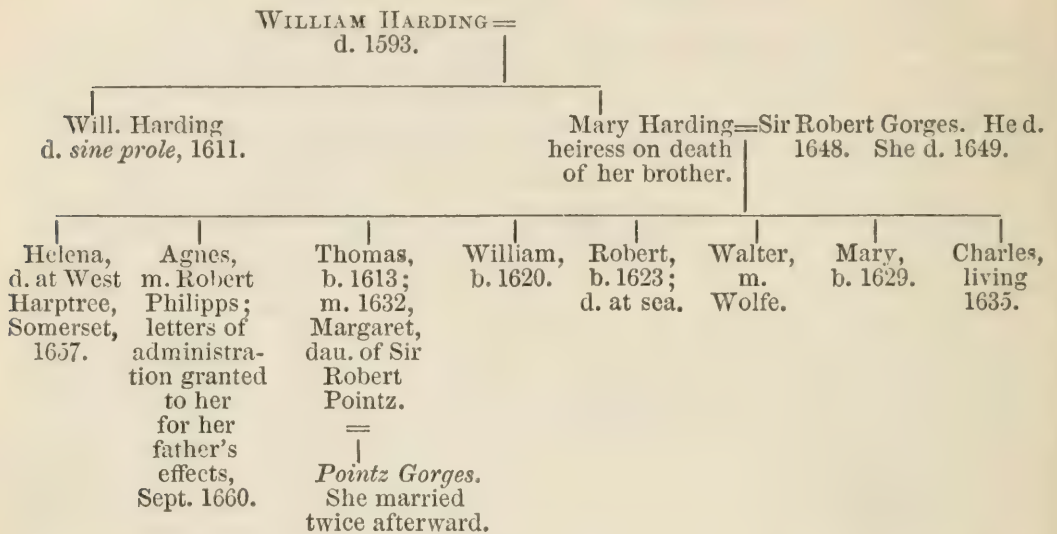 WILLIAM HARDING=
d. 1593.
Will. Harding
d. sine prole, 1611.
Mary Harding=Sir Robert Gorges. He d.
heiress on death 1648. She d. 1649.
of her brother.
Helena,
d. at West
Harptree,
Somerset,
1657.
Agnes,
m. Robert
Philipps;
letters of
administra-
tion granted
to her
for her
father's
effects,
Sept. 1660.
Thomas,
b. 1613;
m. 1632,
Margaret,
dau. of Sir
Robert
Pointz.
=
Pointz Gorges.
She married
twice afterward.
William,
b. 1620.
Robert,
b. 1623;
d. at sea.
Walter,
m.
Wolfe.
Mary,
b. 1629.
Charles,
living
1635.